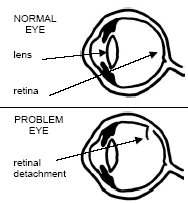 NORMAL
EYE
lens
retina
PROBLEM
EYE
retinal
detachment